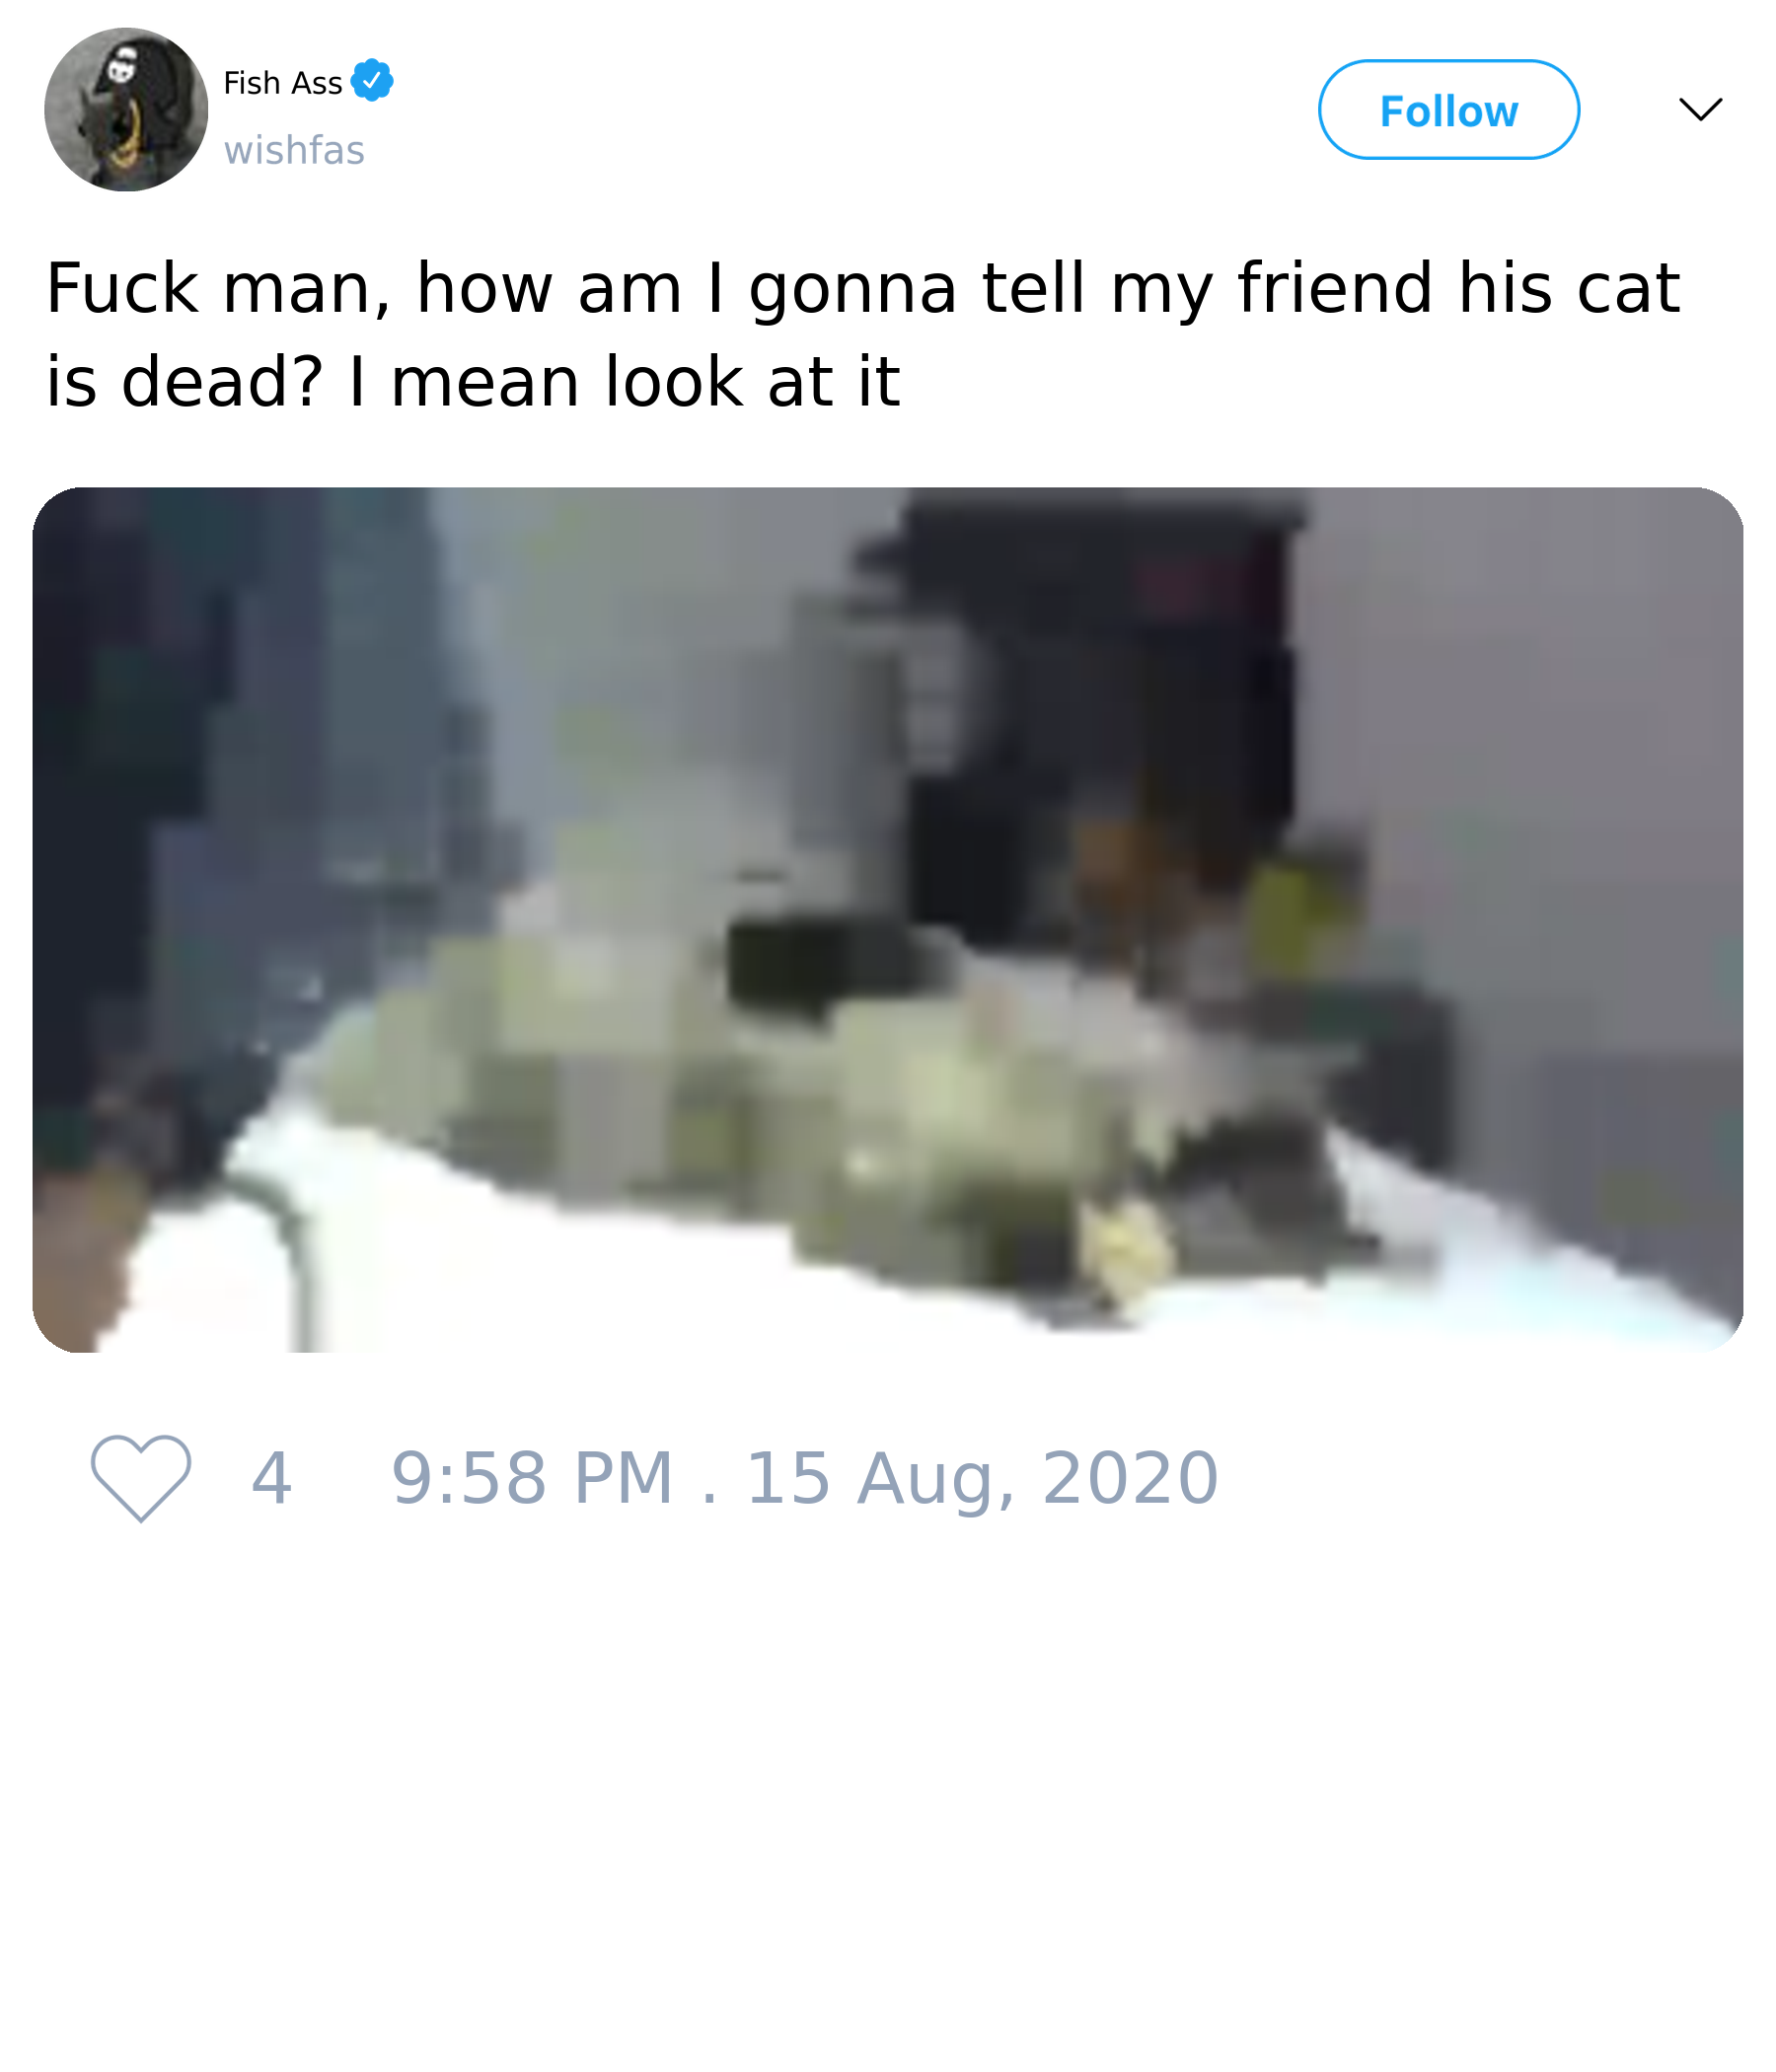 Fish Ass
wishfas
Follow
Fuck man, how am I gonna tell my friend his cat
is dead? I mean look at it
4 9:58 PM . 15 Aug, 2020